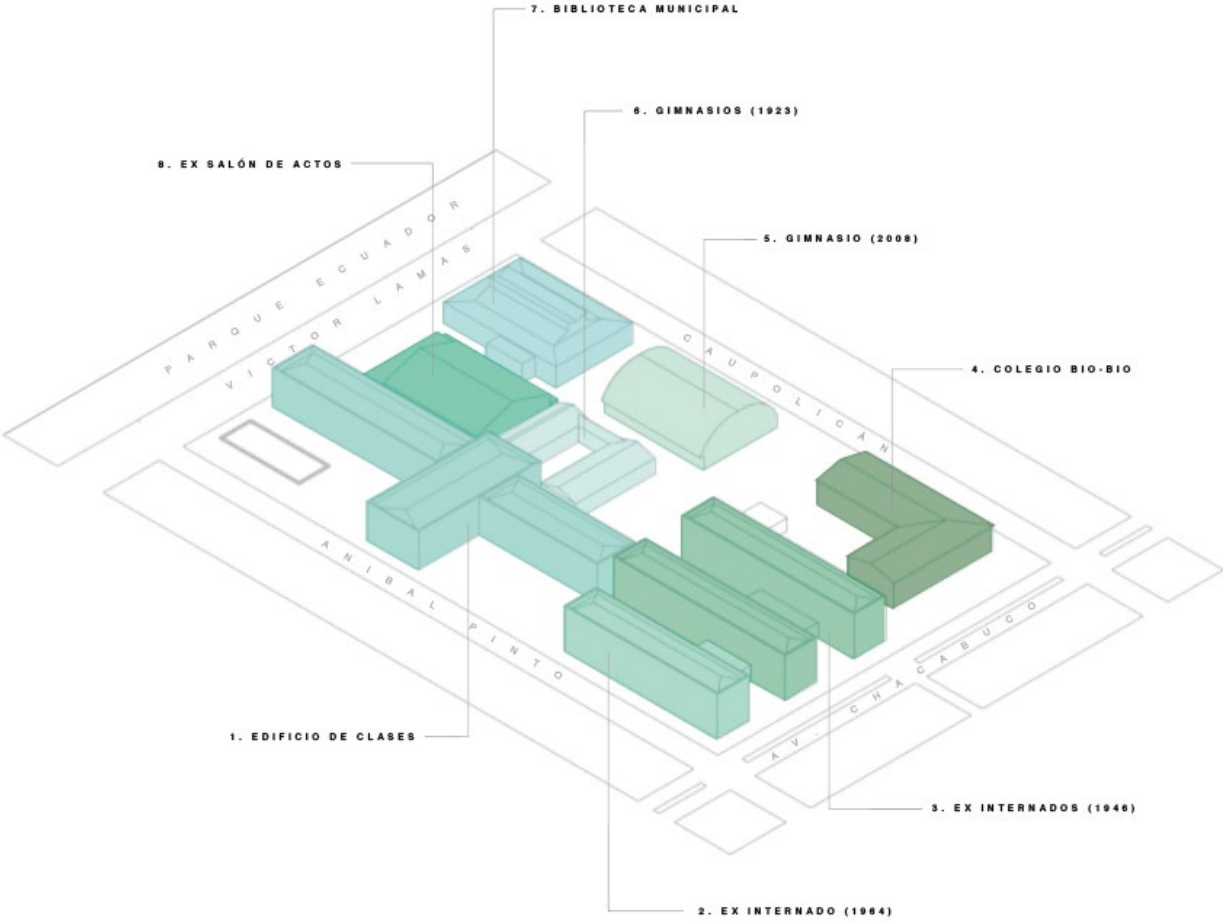 7. BIBLIOTECA MUNICIPAL
6. GIMNASIOS (1923)
8. EX SALÓN DE ACTOS
PARQUE ECUADOR
VICTOR LAMAS
5. GIMNASIO (2008)
CAUPOLICÁN
4. COLEGIO BIO-BIO
ANIBAL PINTO
AV. CHACABUCO
1. EDIFICIO DE CLASES
3. EX INTERNADOS (1946)
2. EX INTERNADO (1964)